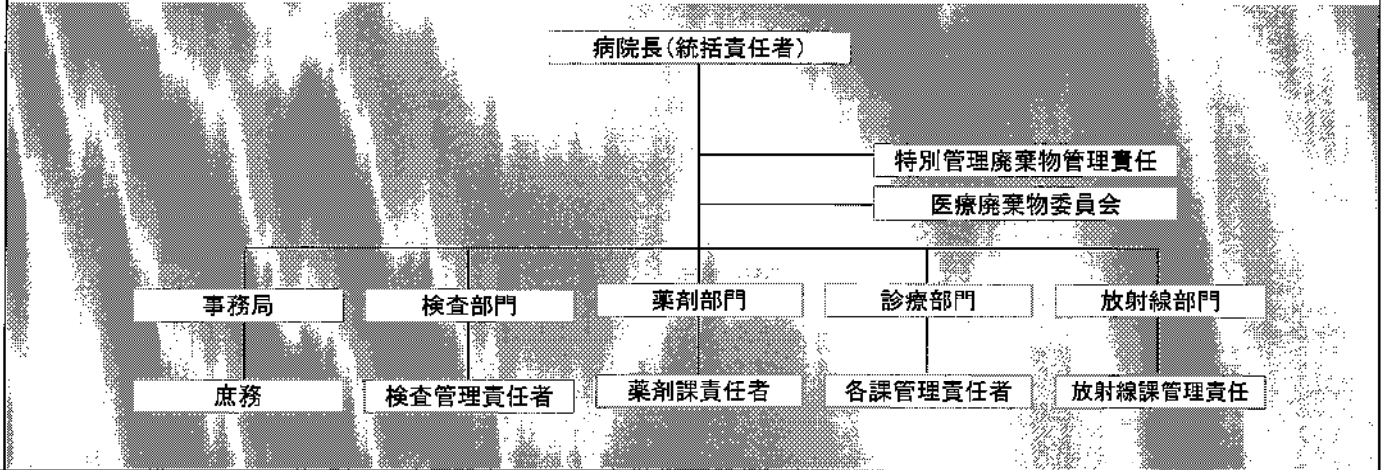 病院長(統括責任者)
特別管理廃棄物管理責任
医療廃棄物委員会
事務局 検査部門 薬剤部門 診療部門 放射線部門
庶務 検査管理責任者 薬剤課責任者 各課管理責任者 放射線課管理責任